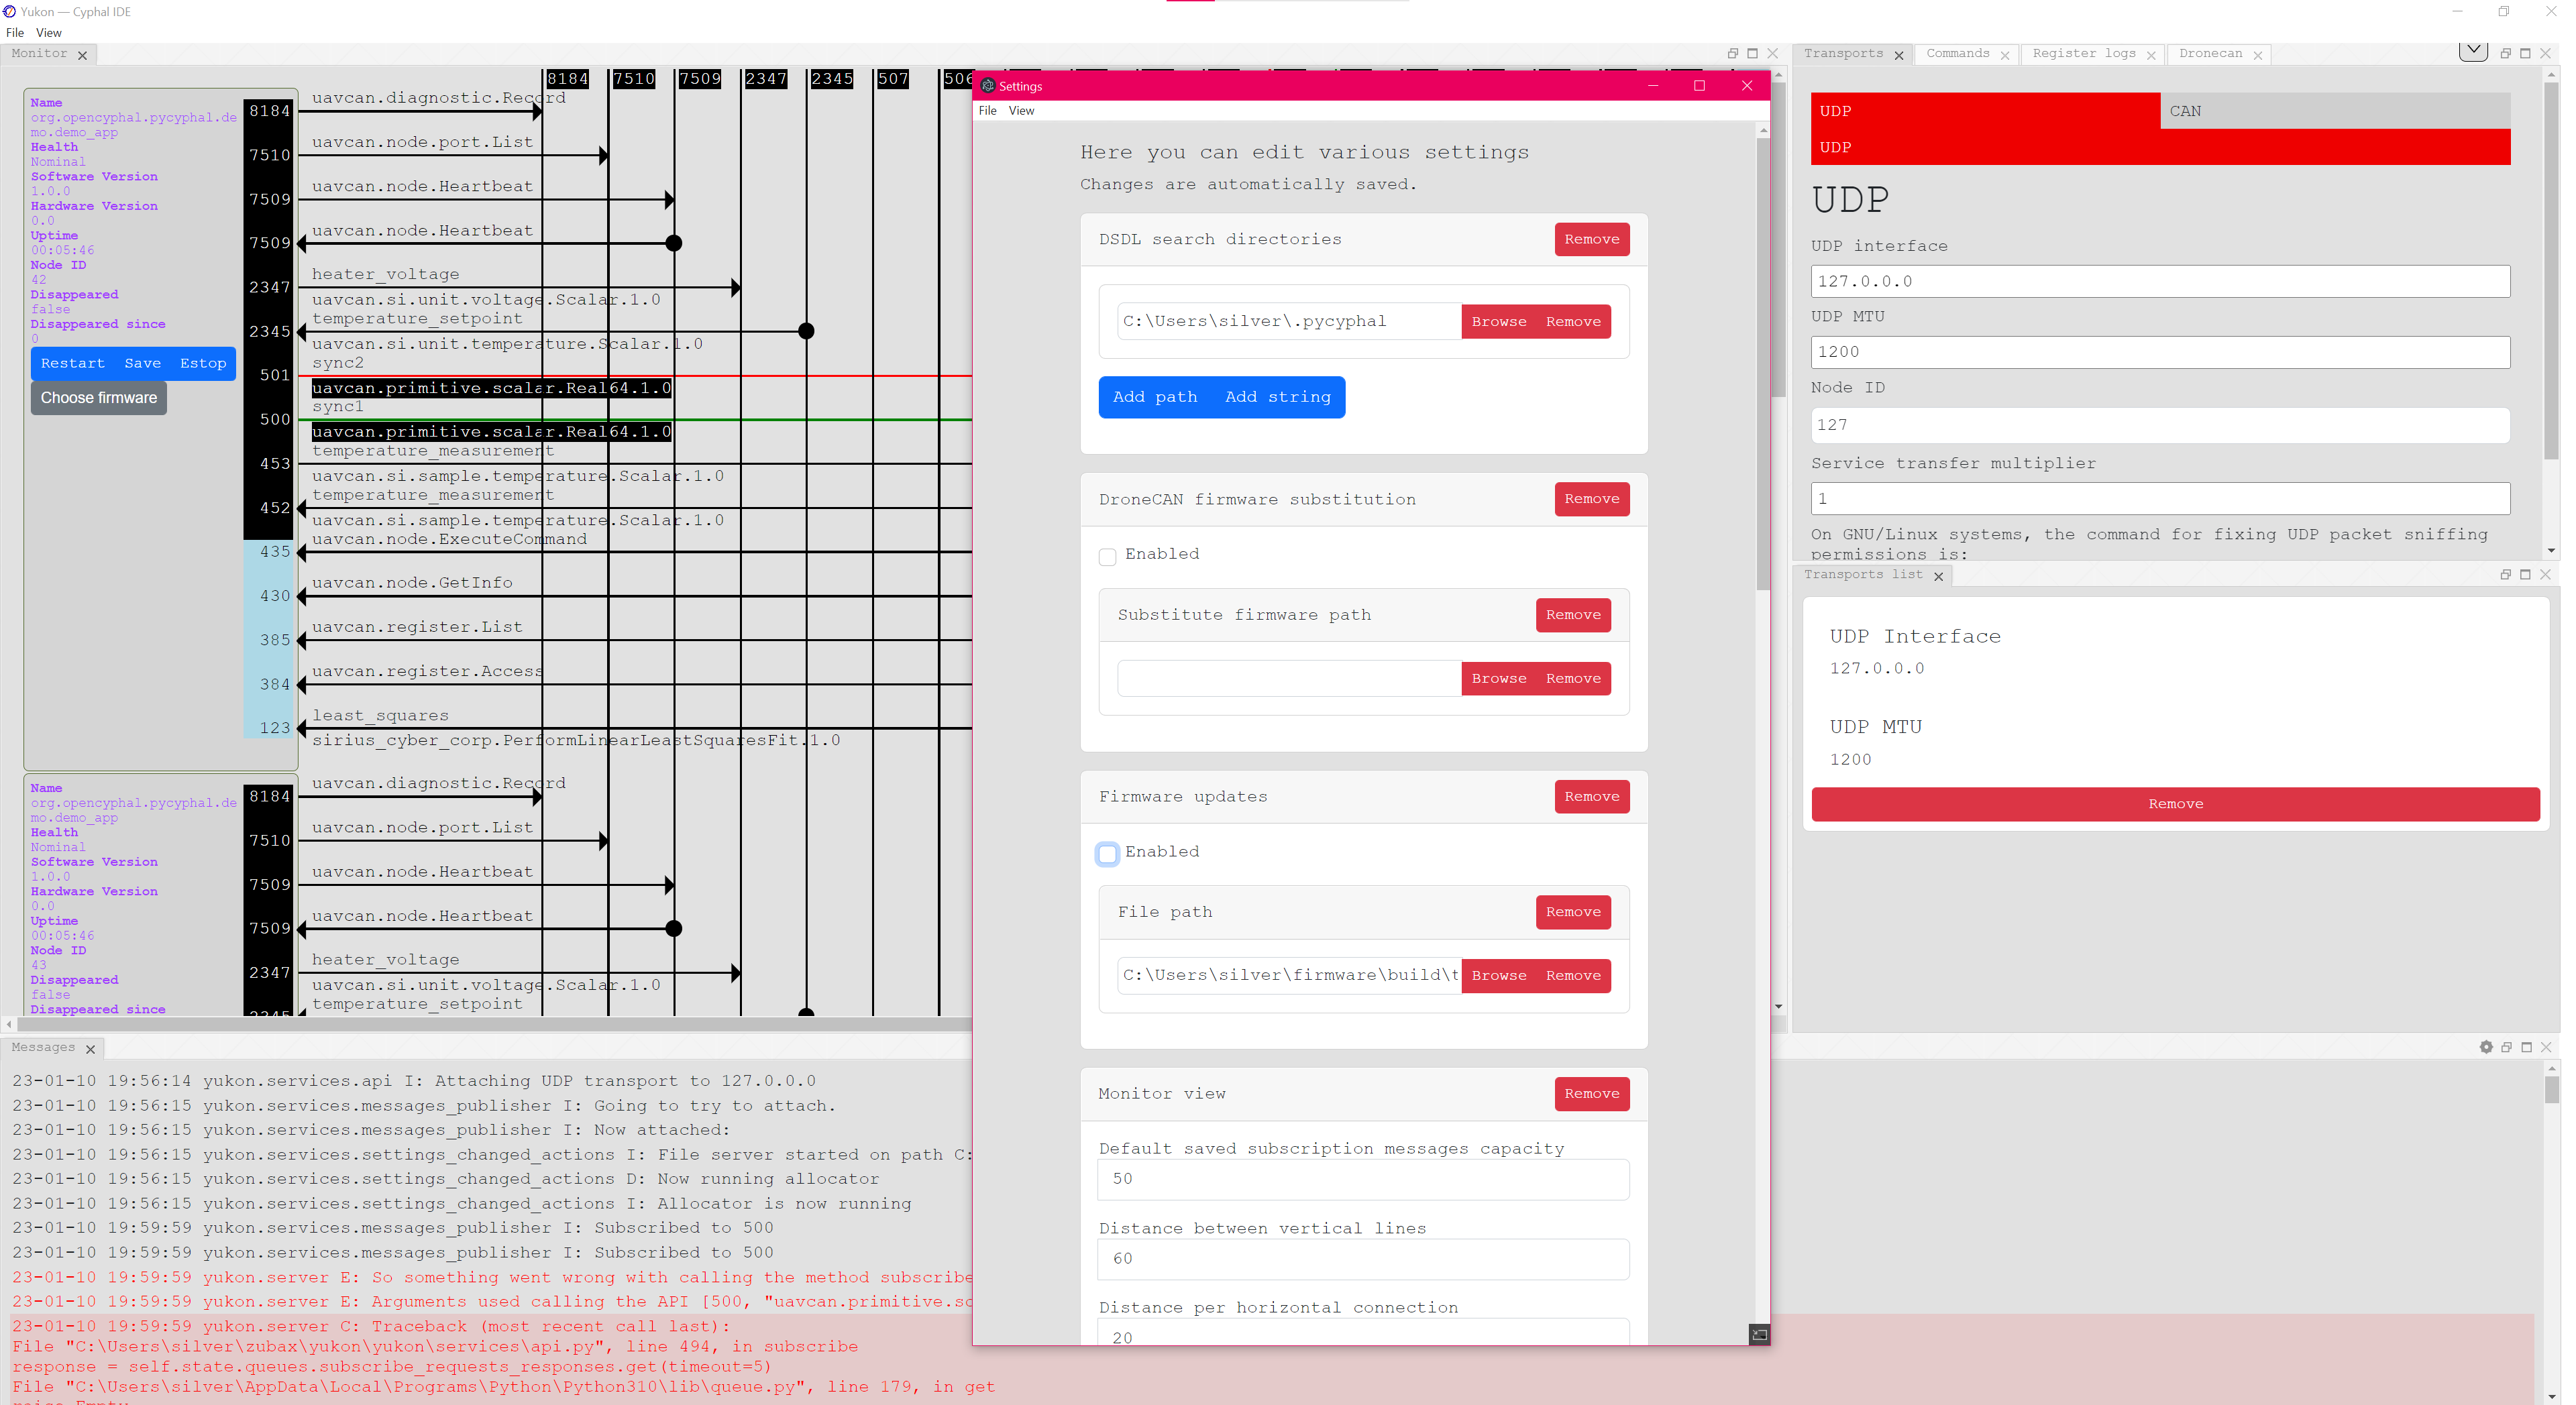 Yukon — Cyphal IDE
File View
Monitor
8184 7510 7509 2347 2345 507 506
Name
org.opencyphal.pycyphal.de
mo.demo_app
Health
Nominal
Software Version
1.0.0
Hardware Version
0.0
Uptime
00:05:46
Node ID
42
Disappeared
false
Disappeared since
0
Restart Save Estop
Choose firmware
8184 uavcan.diagnostic.Record
7510 uavcan.node.port.List
7509 uavcan.node.Heartbeat
7509 uavcan.node.Heartbeat
2347 heater_voltage
uavcan.si.unit.voltage.Scalar.1.0
2345 temperature_setpoint
uavcan.si.unit.temperature.Scalar.1.0
501 sync2
uavcan.primitive.scalar.Real64.1.0
500 sync1
uavcan.primitive.scalar.Real64.1.0
453 temperature_measurement
uavcan.si.sample.temperature.Scalar.1.0
452 temperature_measurement
uavcan.si.sample.temperature.Scalar.1.0
435 uavcan.node.ExecuteCommand
430 uavcan.node.GetInfo
385 uavcan.register.List
384 uavcan.register.Access
123 least_squares
sirius_cyber_corp.PerformLinearLeastSquaresFit.1.0
Name
org.opencyphal.pycyphal.de
mo.demo_app
Health
Nominal
Software Version
1.0.0
Hardware Version
0.0
Uptime
00:05:46
Node ID
43
Disappeared
false
Disappeared since
8184 uavcan.diagnostic.Record
7510 uavcan.node.port.List
7509 uavcan.node.Heartbeat
7509 uavcan.node.Heartbeat
2347 heater_voltage
uavcan.si.unit.voltage.Scalar.1.0
2345 temperature_setpoint
Settings
File View
Here you can edit various settings
Changes are automatically saved.
DSDL search directories Remove
C:\Users\silver\.pycyphal Browse Remove
Add path Add string
DroneCAN firmware substitution Remove
Enabled
Substitute firmware path Remove
Browse Remove
Firmware updates Remove
Enabled
File path Remove
C:\Users\silver\firmware\build\t Browse Remove
Monitor view Remove
Default saved subscription messages capacity
50
Distance between vertical lines
60
Distance per horizontal connection
20
Transports Commands Register logs Dronecan
UDP CAN
UDP
UDP
UDP interface
127.0.0.0
UDP MTU
1200
Node ID
127
Service transfer multiplier
1
On GNU/Linux systems, the command for fixing UDP packet sniffing
permissions is:
Transports list
UDP Interface
127.0.0.0
UDP MTU
1200
Remove
Messages
23-01-10 19:56:14 yukon.services.api I: Attaching UDP transport to 127.0.0.0
23-01-10 19:56:15 yukon.services.messages_publisher I: Going to try to attach.
23-01-10 19:56:15 yukon.services.messages_publisher I: Now attached:
23-01-10 19:56:15 yukon.services.settings_changed_actions I: File server started on path C:
23-01-10 19:56:15 yukon.services.settings_changed_actions D: Now running allocator
23-01-10 19:56:15 yukon.services.settings_changed_actions I: Allocator is now running
23-01-10 19:59:59 yukon.services.messages_publisher I: Subscribed to 500
23-01-10 19:59:59 yukon.services.messages_publisher I: Subscribed to 500
23-01-10 19:59:59 yukon.server E: So something went wrong with calling the method subscribe
23-01-10 19:59:59 yukon.server E: Arguments used calling the API [500, "uavcan.primitive.sc
23-01-10 19:59:59 yukon.server C: Traceback (most recent call last):
File "C:\Users\silver\zubax\yukon\yukon\services\api.py", line 494, in subscribe
response = self.state.queues.subscribe_requests_responses.get(timeout=5)
File "C:\Users\silver\AppData\Local\Programs\Python\Python310\lib\queue.py", line 179, in get
raise Empty